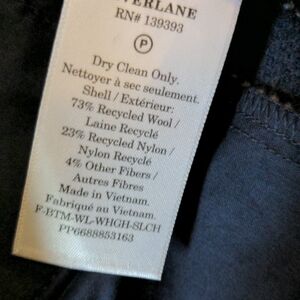 EVERLANE
RN# 139393
P
Dry Clean Only.
Nettoyer à sec seulement.
Shell / Extérieur:
73% Recycled Wool /
Laine Recyclé
23% Recycled Nylon /
Nylon Recyclé
4% Other Fibers /
Autres Fibres
Made in Vietnam.
Fabriqué au Vietnam.
F-BTM-WL-WHGH-SLCH
PP6688853163